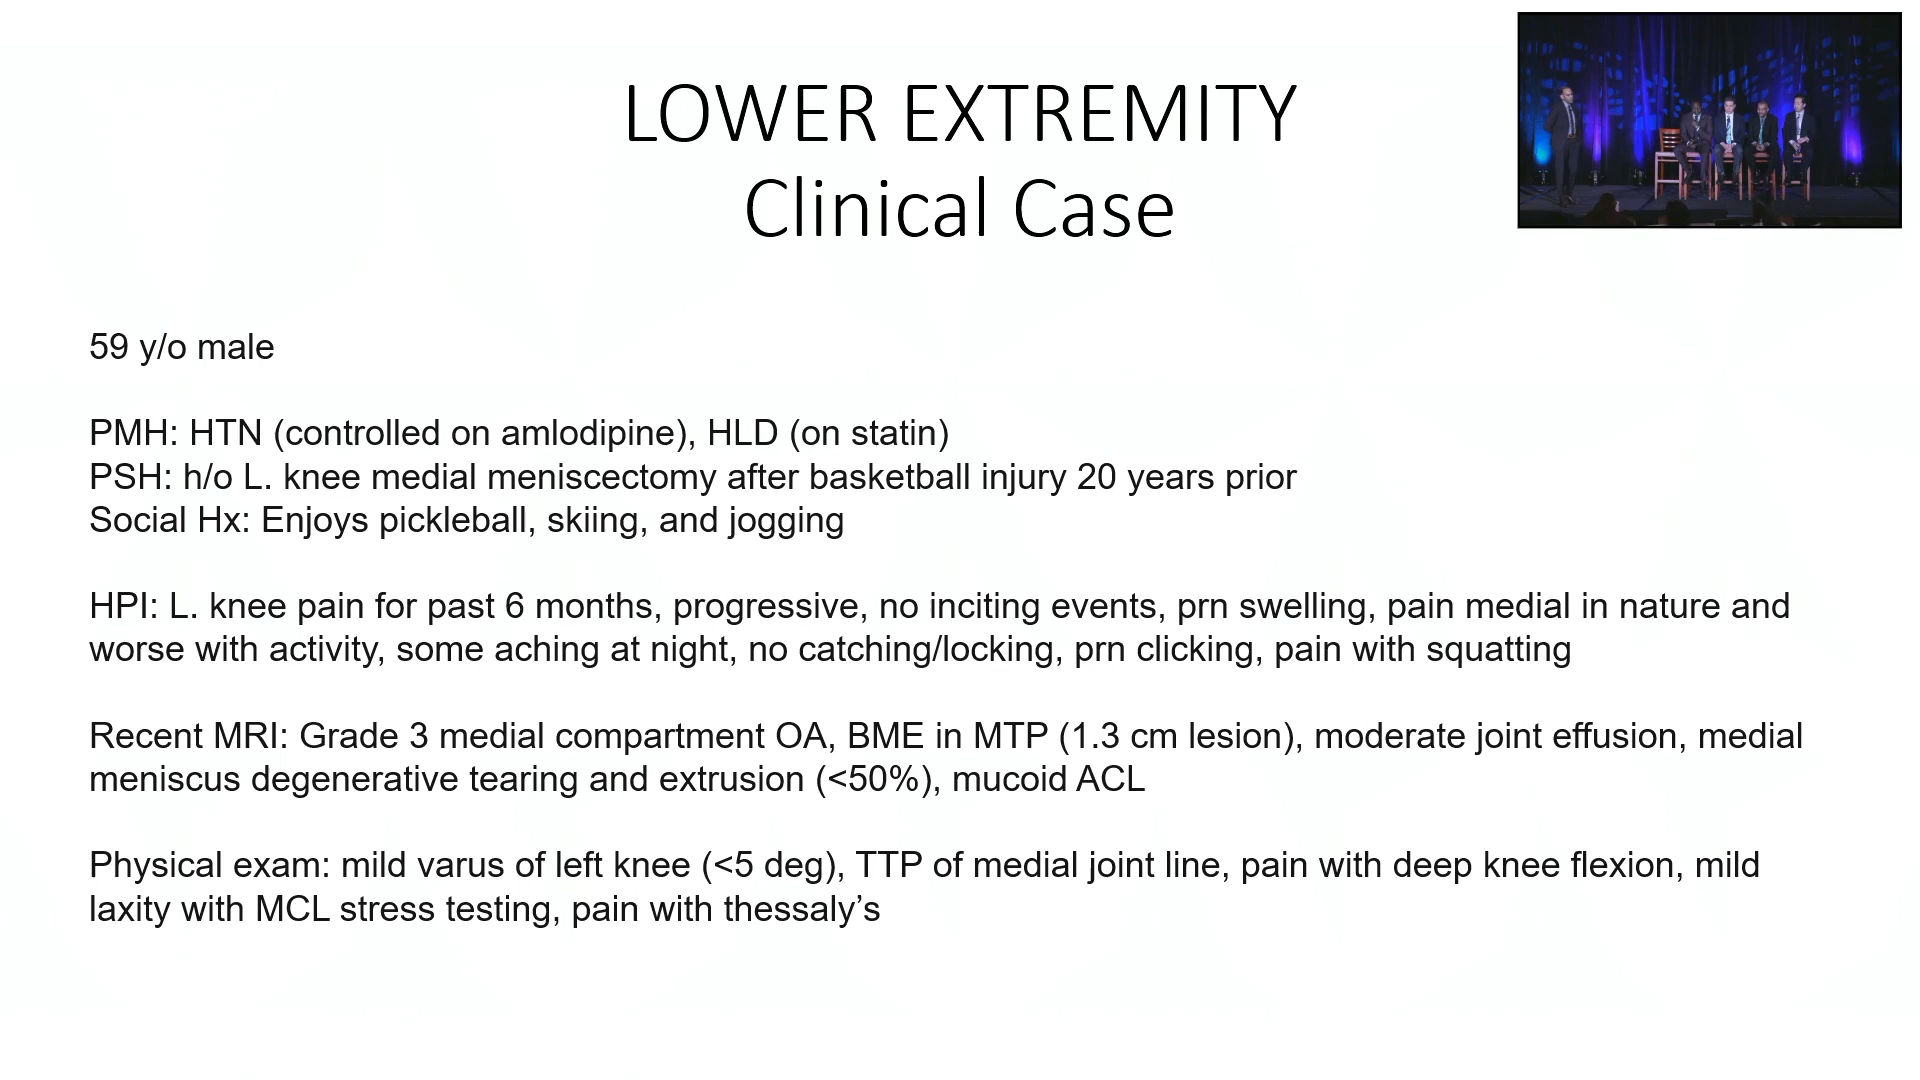 LOWER EXTREMITY
Clinical Case
59 y/o male
PMH: HTN (controlled on amlodipine), HLD (on statin)
PSH: h/o L. knee medial meniscectomy after basketball injury 20 years prior
Social Hx: Enjoys pickleball, skiing, and jogging
HPI: L. knee pain for past 6 months, progressive, no inciting events, prn swelling, pain medial in nature and
worse with activity, some aching at night, no catching/locking, prn clicking, pain with squatting
Recent MRI: Grade 3 medial compartment OA, BME in MTP (1.3 cm lesion), moderate joint effusion, medial
meniscus degenerative tearing and extrusion (<50%), mucoid ACL
Physical exam: mild varus of left knee (<5 deg), TTP of medial joint line, pain with deep knee flexion, mild
laxity with MCL stress testing, pain with thessaly’s